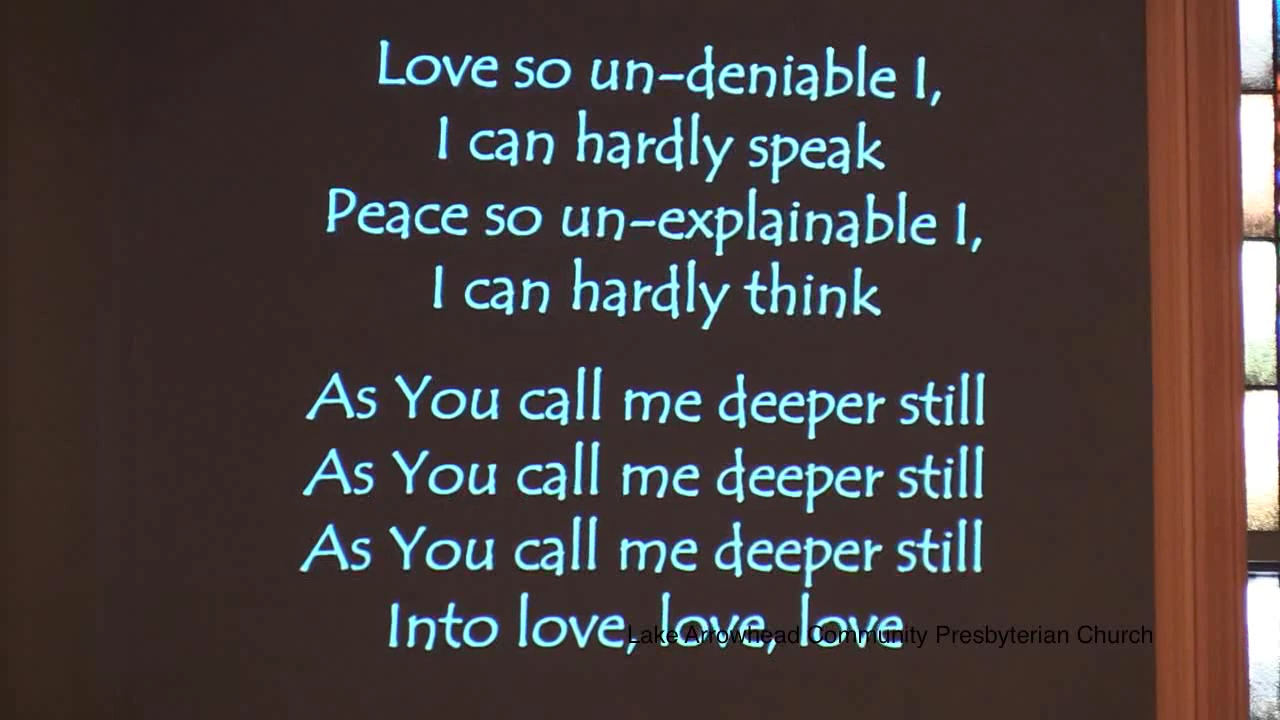 Love so un-deniable I,
I can hardly speak
Peace so un-explainable I,
I can hardly think
As You call me deeper still
As You call me deeper still
As You call me deeper still
Into love, love, love
Lake Arrowhead Community Presbyterian Church